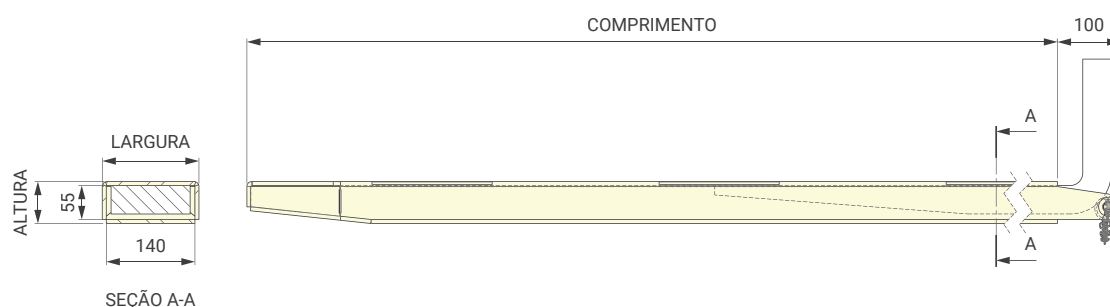 COMPRIMENTO
100
A
LARGURA
ALTURA
55
140
A
SEÇÃO A-A